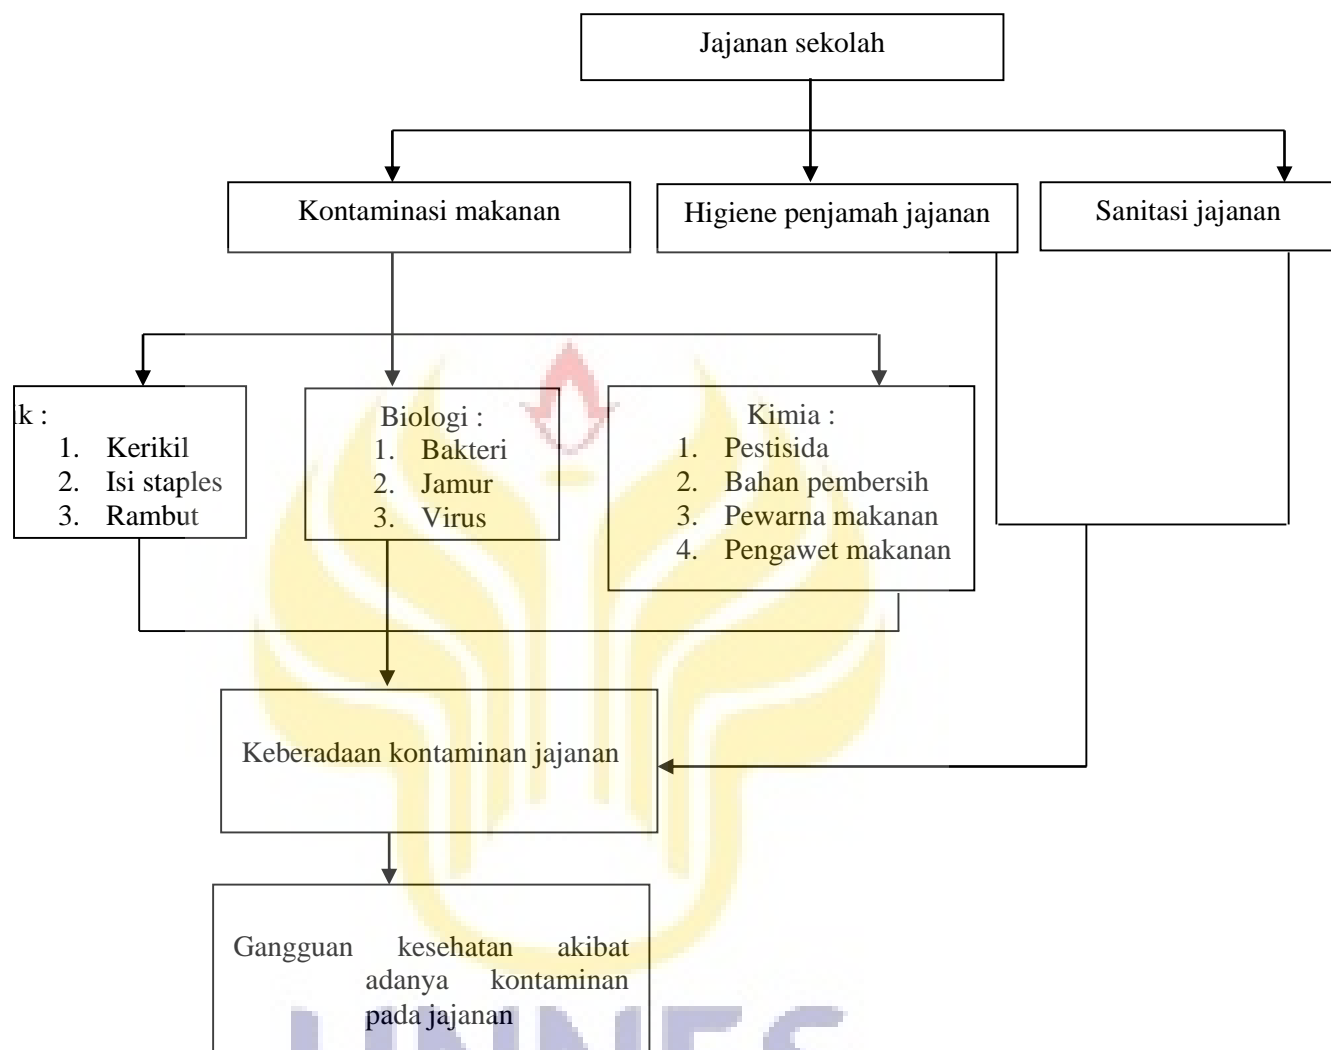 Jajanan sekolah
Kontaminasi makanan
Higiene penjamah jajanan
Sanitasi jajanan
ik :
1. Kerikil
2. Isi staples
3. Rambut
Biologi :
1. Bakteri
2. Jamur
3. Virus
Kimia :
1. Pestisida
2. Bahan pembersih
3. Pewarna makanan
4. Pengawet makanan
Keberadaan kontaminan jajanan
Gangguan kesehatan akibat
adanya kontaminan
pada jajanan
UNNES